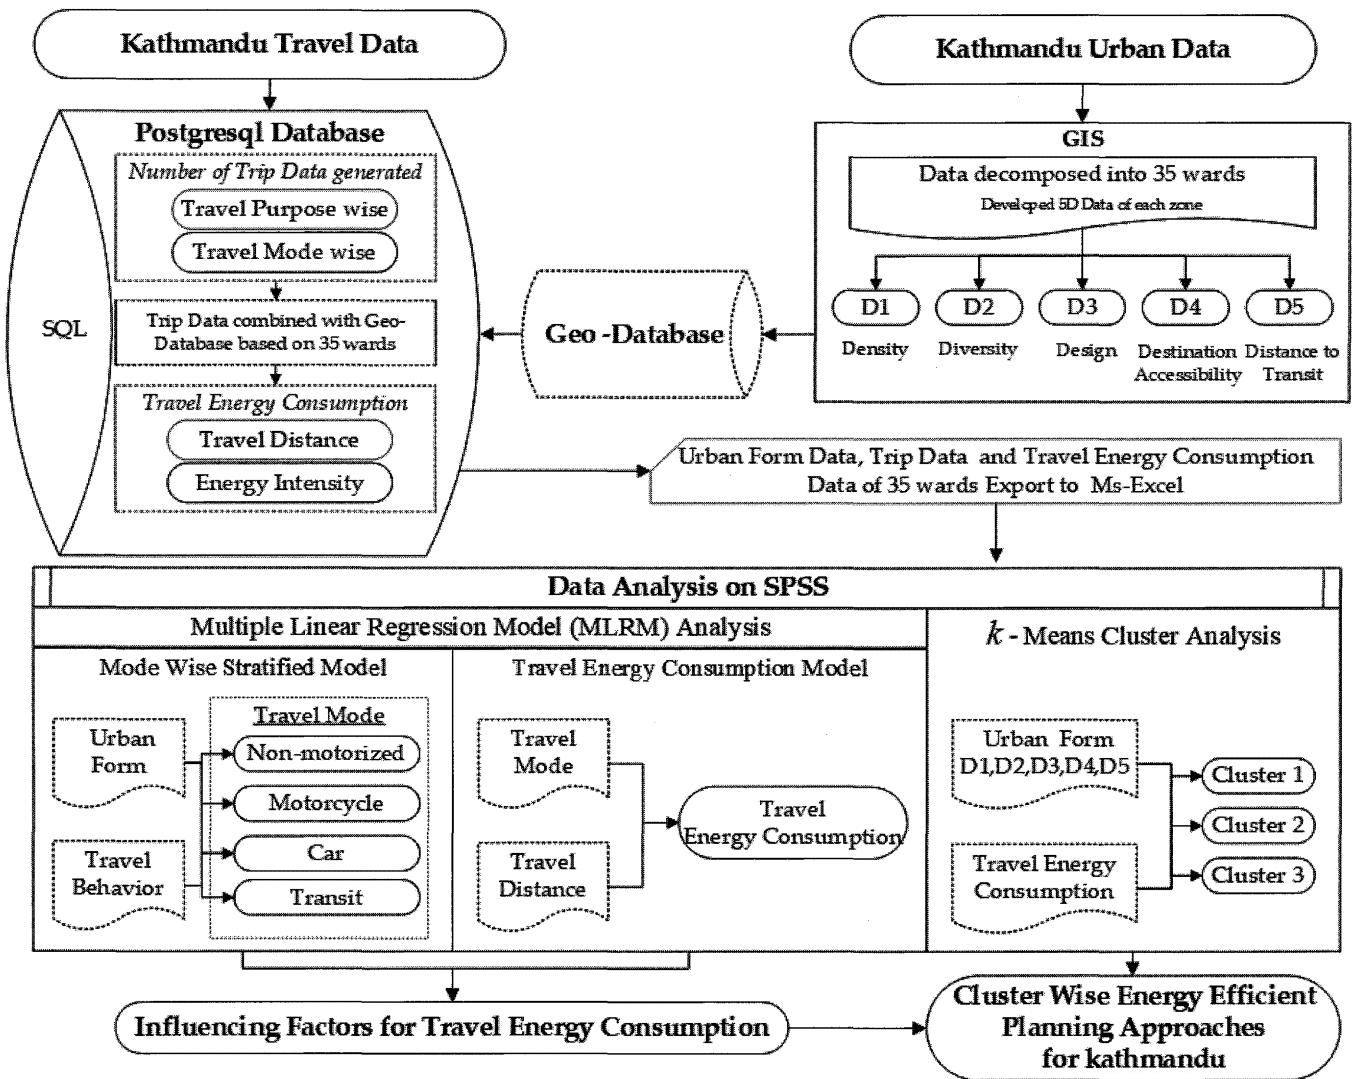 Kathmandu Travel Data
Kathmandu Urban Data
Postgresql Database
Number of Trip Data generated
Travel Purpose wise
Travel Mode wise
SQL
Trip Data combined with Geo-
Database based on 35 wards
Travel Energy Consumption
Travel Distance
Energy Intensity
Geo -Database
GIS
Data decomposed into 35 wards
Developed 5D Data of each zone
D1
D2
D3
D4
D5
Density
Diversity
Design
Destination
Accessibility
Distance to
Transit
Urban Form Data, Trip Data and Travel Energy Consumption
Data of 35 wards Export to Ms-Excel
Data Analysis on SPSS
Multiple Linear Regression Model (MLRM) Analysis
Mode Wise Stratified Model
Urban
Form
Travel
Behavior
Travel Mode
Non-motorized
Motorcycle
Car
Transit
Travel Energy Consumption Model
Travel
Mode
Travel
Distance
Travel
Energy Consumption
k - Means Cluster Analysis
Urban Form
D1,D2,D3,D4,D5
Travel Energy
Consumption
Cluster 1
Cluster 2
Cluster 3
Influencing Factors for Travel Energy Consumption
Cluster Wise Energy Efficient
Planning Approaches
for kathmandu